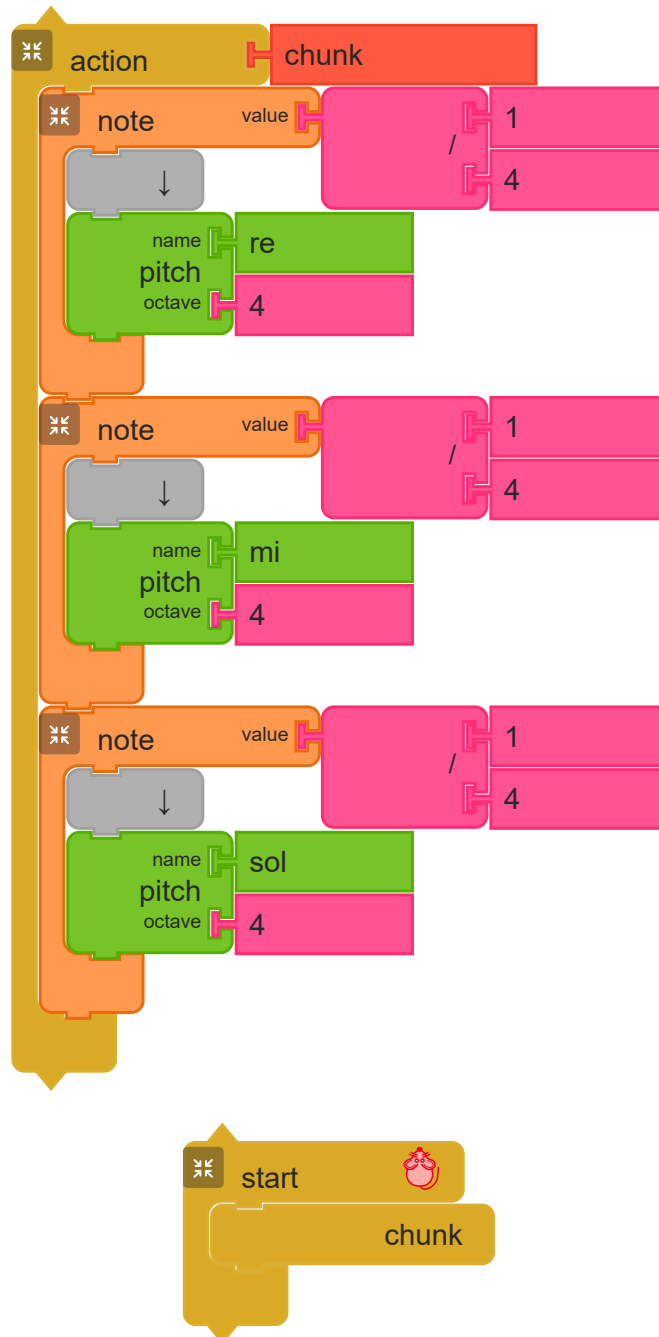 action chunk
note value / 1
4
↓
name re
pitch
octave 4
note value / 1
4
↓
name mi
pitch
octave 4
note value / 1
4
↓
name sol
pitch
octave 4
start
chunk